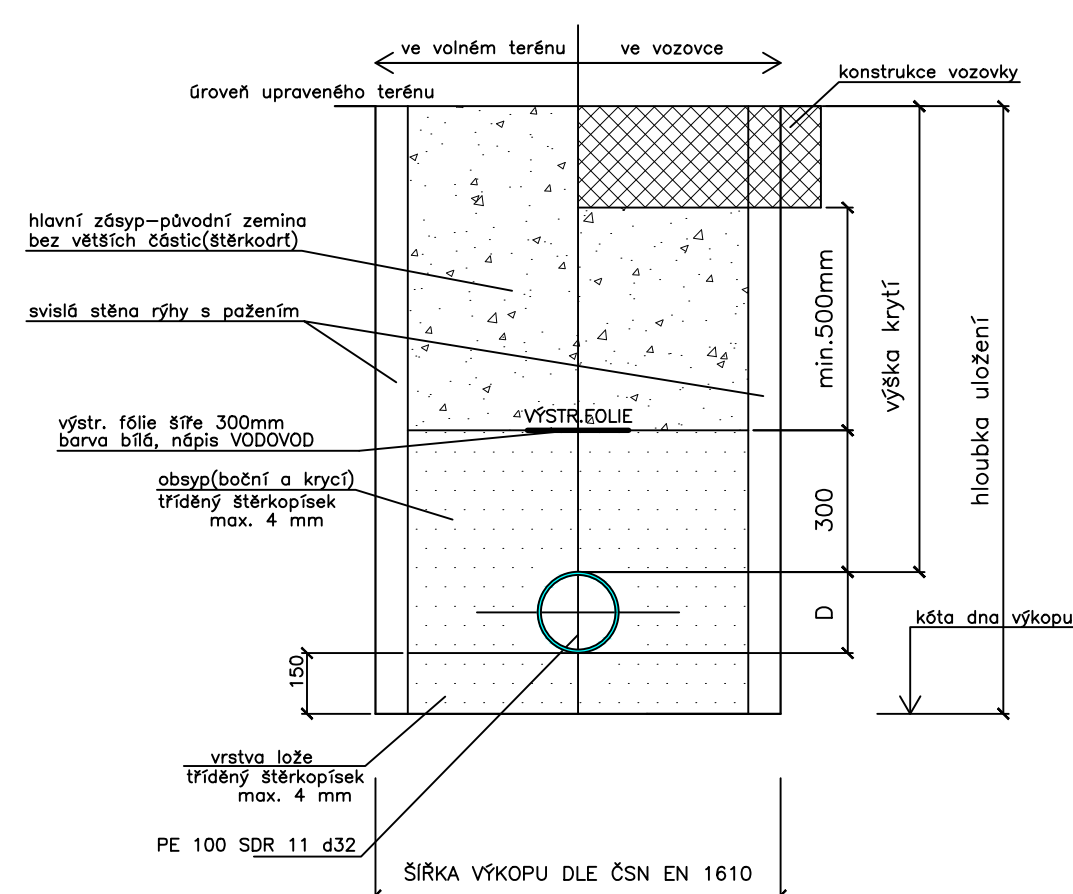 ve volném terénu
ve vozovce
konstrukce vozovky
úroveň upraveného terénu
hlavní zásyp-původní zemina
bez větších částic(štěrkodrť)
svislá stěna rýhy s pažením
min.500mm
výška krytí
hloubka uložení
VÝSTR.FOLIE
výstr. fólie šíře 300mm
barva bílá, nápis VODOVOD
obsyp(boční a krycí)
tříděný štěrkopísek
max. 4 mm
300
D
kóta dna výkopu
150
vrstva lože
tříděný štěrkopísek
max. 4 mm
PE 100 SDR 11 d32
ŠÍŘKA VÝKOPU DLE ČSN EN 1610